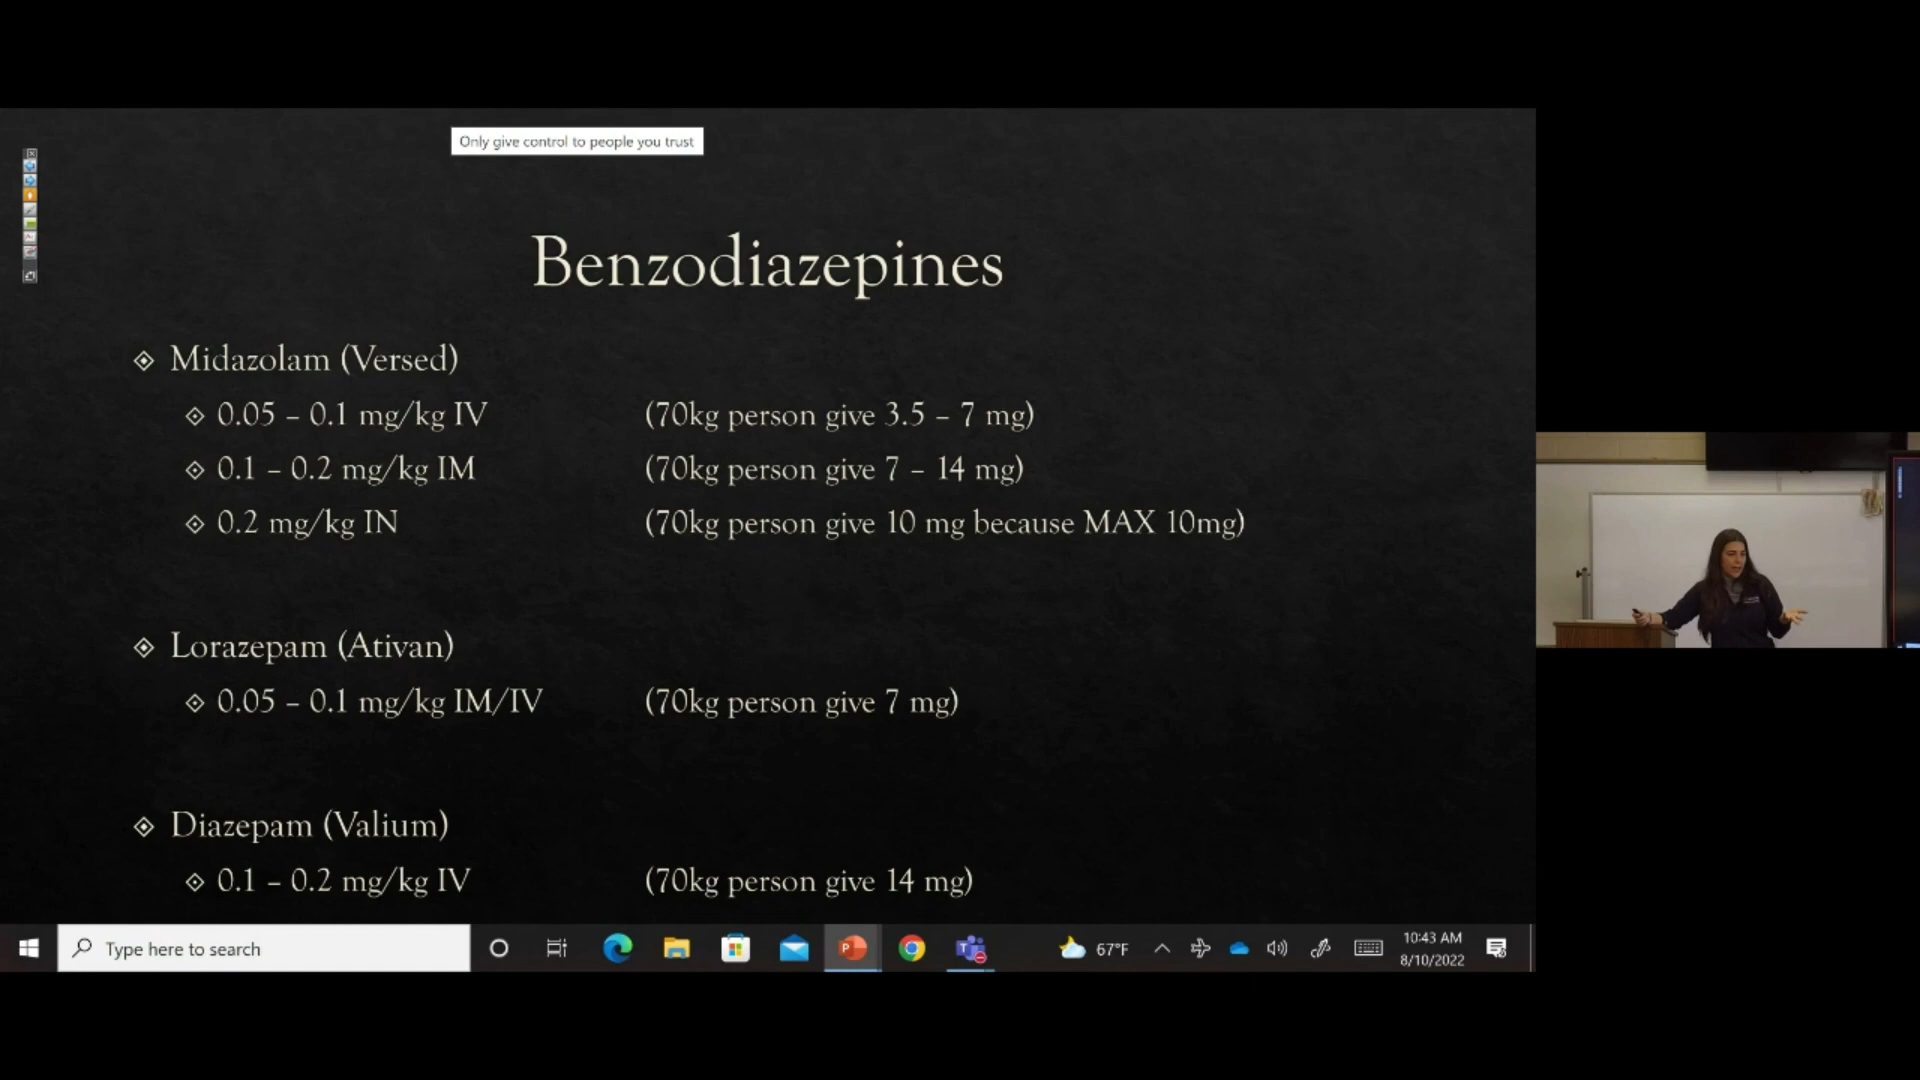 Only give control to people you trust
Benzodiazepines
Midazolam (Versed)
0.05 – 0.1 mg/kg IV (70kg person give 3.5 – 7 mg)
0.1 – 0.2 mg/kg IM (70kg person give 7 – 14 mg)
0.2 mg/kg IN (70kg person give 10 mg because MAX 10mg)
Lorazepam (Ativan)
0.05 – 0.1 mg/kg IM/IV (70kg person give 7 mg)
Diazepam (Valium)
0.1 – 0.2 mg/kg IV (70kg person give 14 mg)
Type here to search
67°F
10:43 AM
8/10/2022